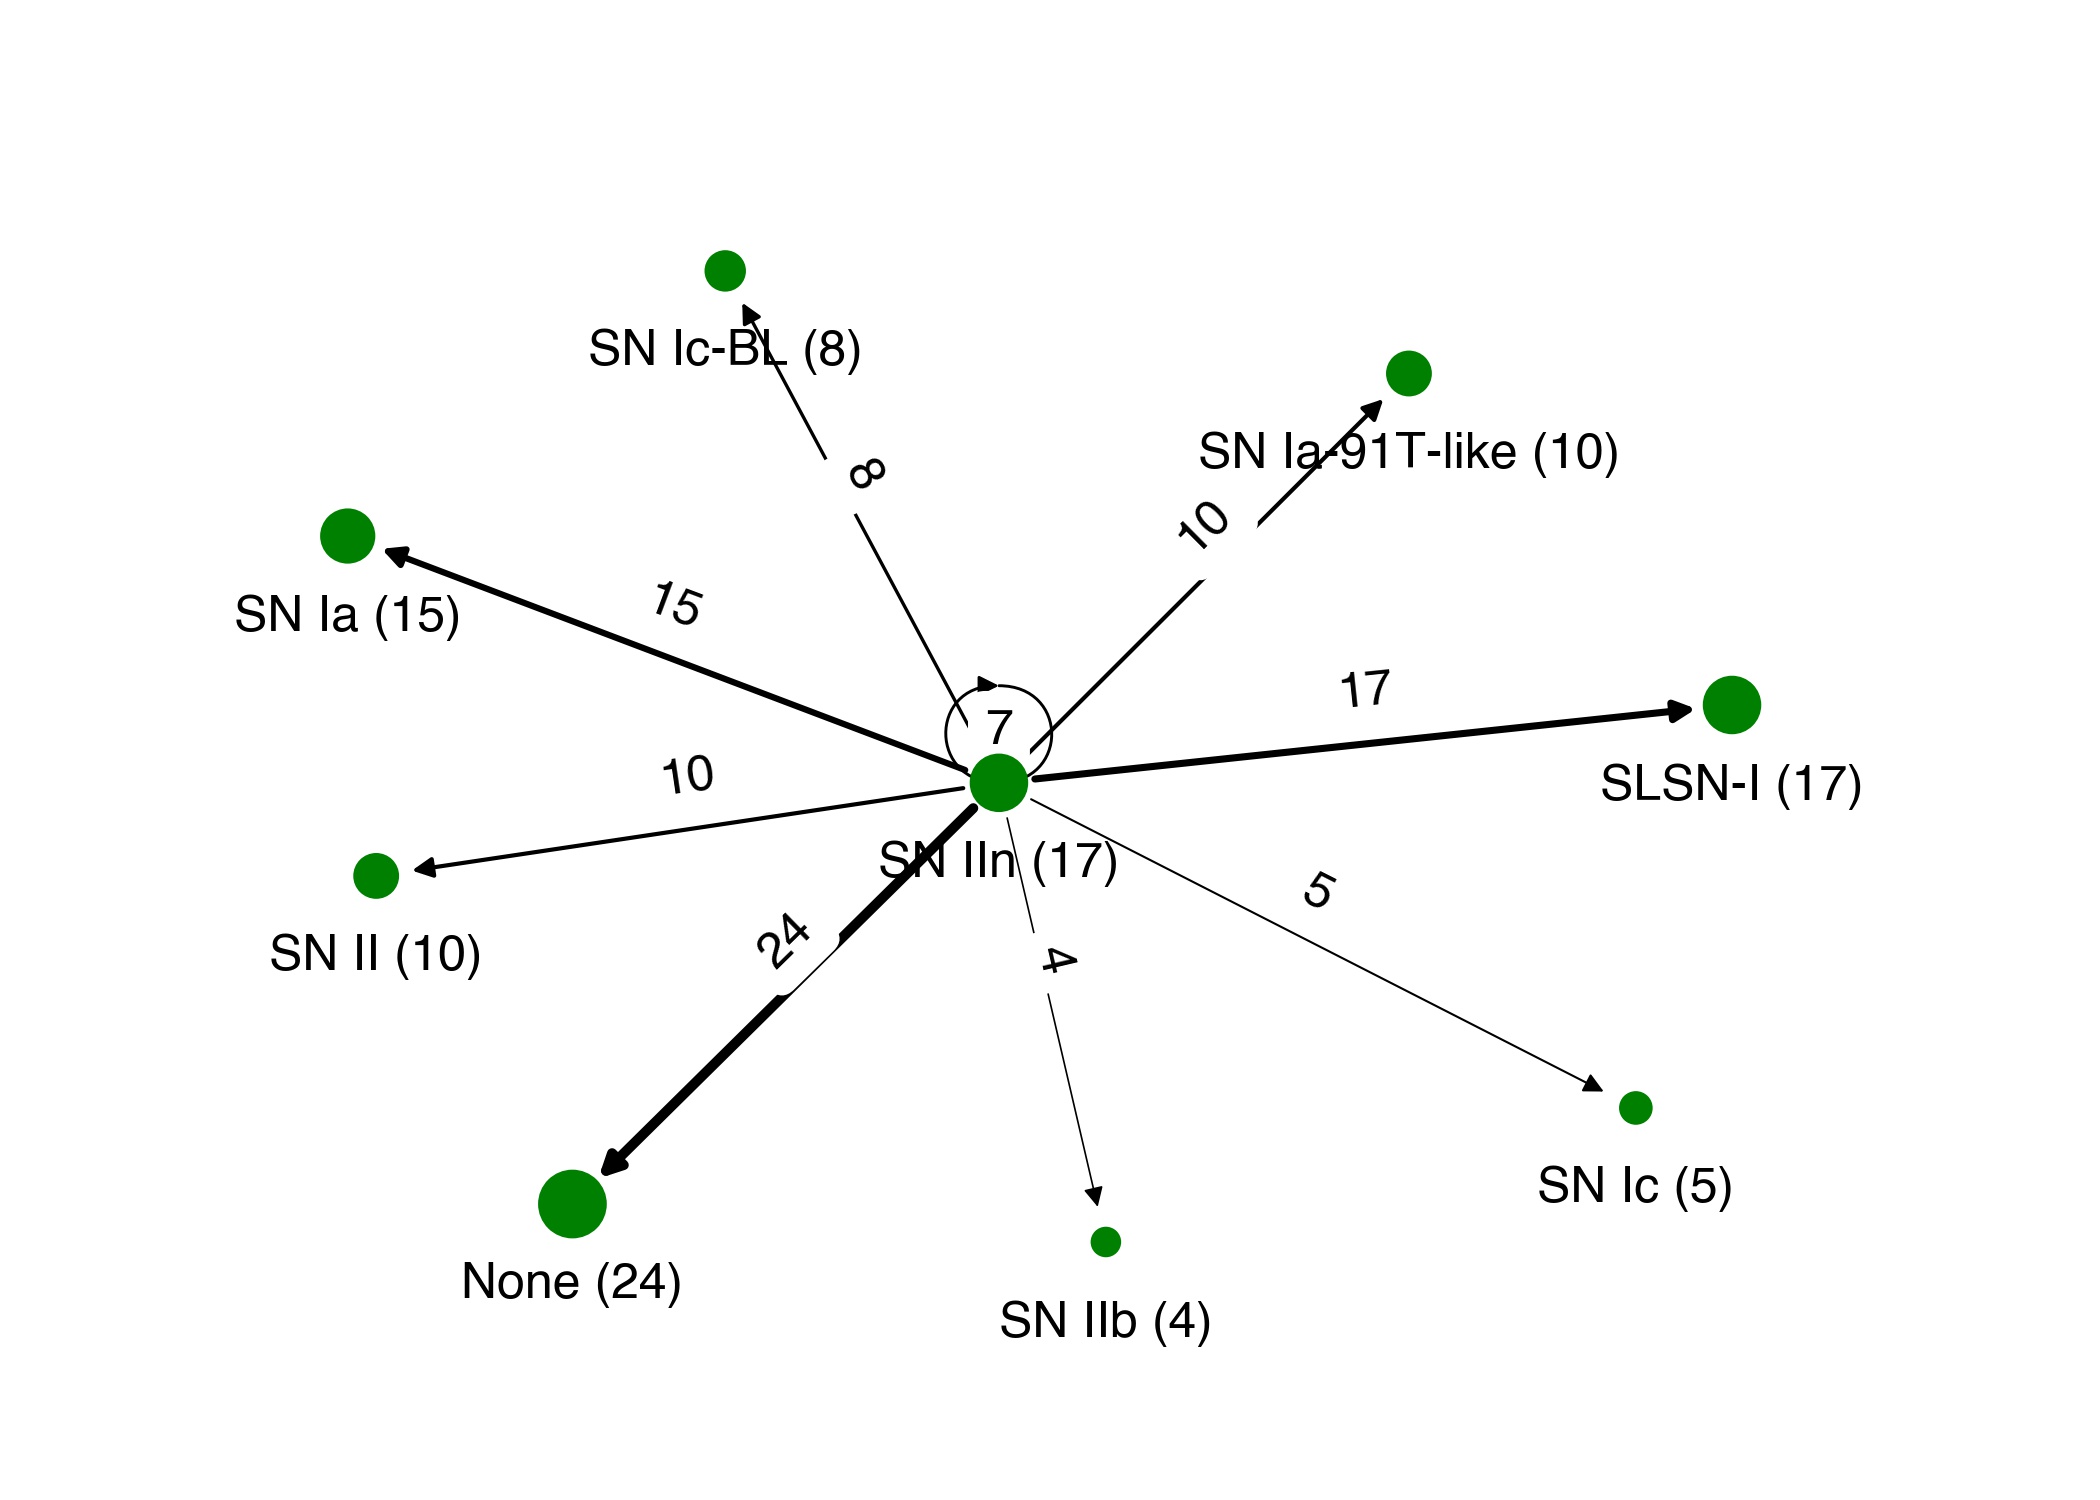 SN Ic-BL (8)
SN Ia-91T-like (10)
8
10
SN Ia (15)
15
17
7
SLSN-I (17)
10
SN IIn (17)
5
SN II (10)
24
4
SN Ic (5)
None (24)
SN IIb (4)